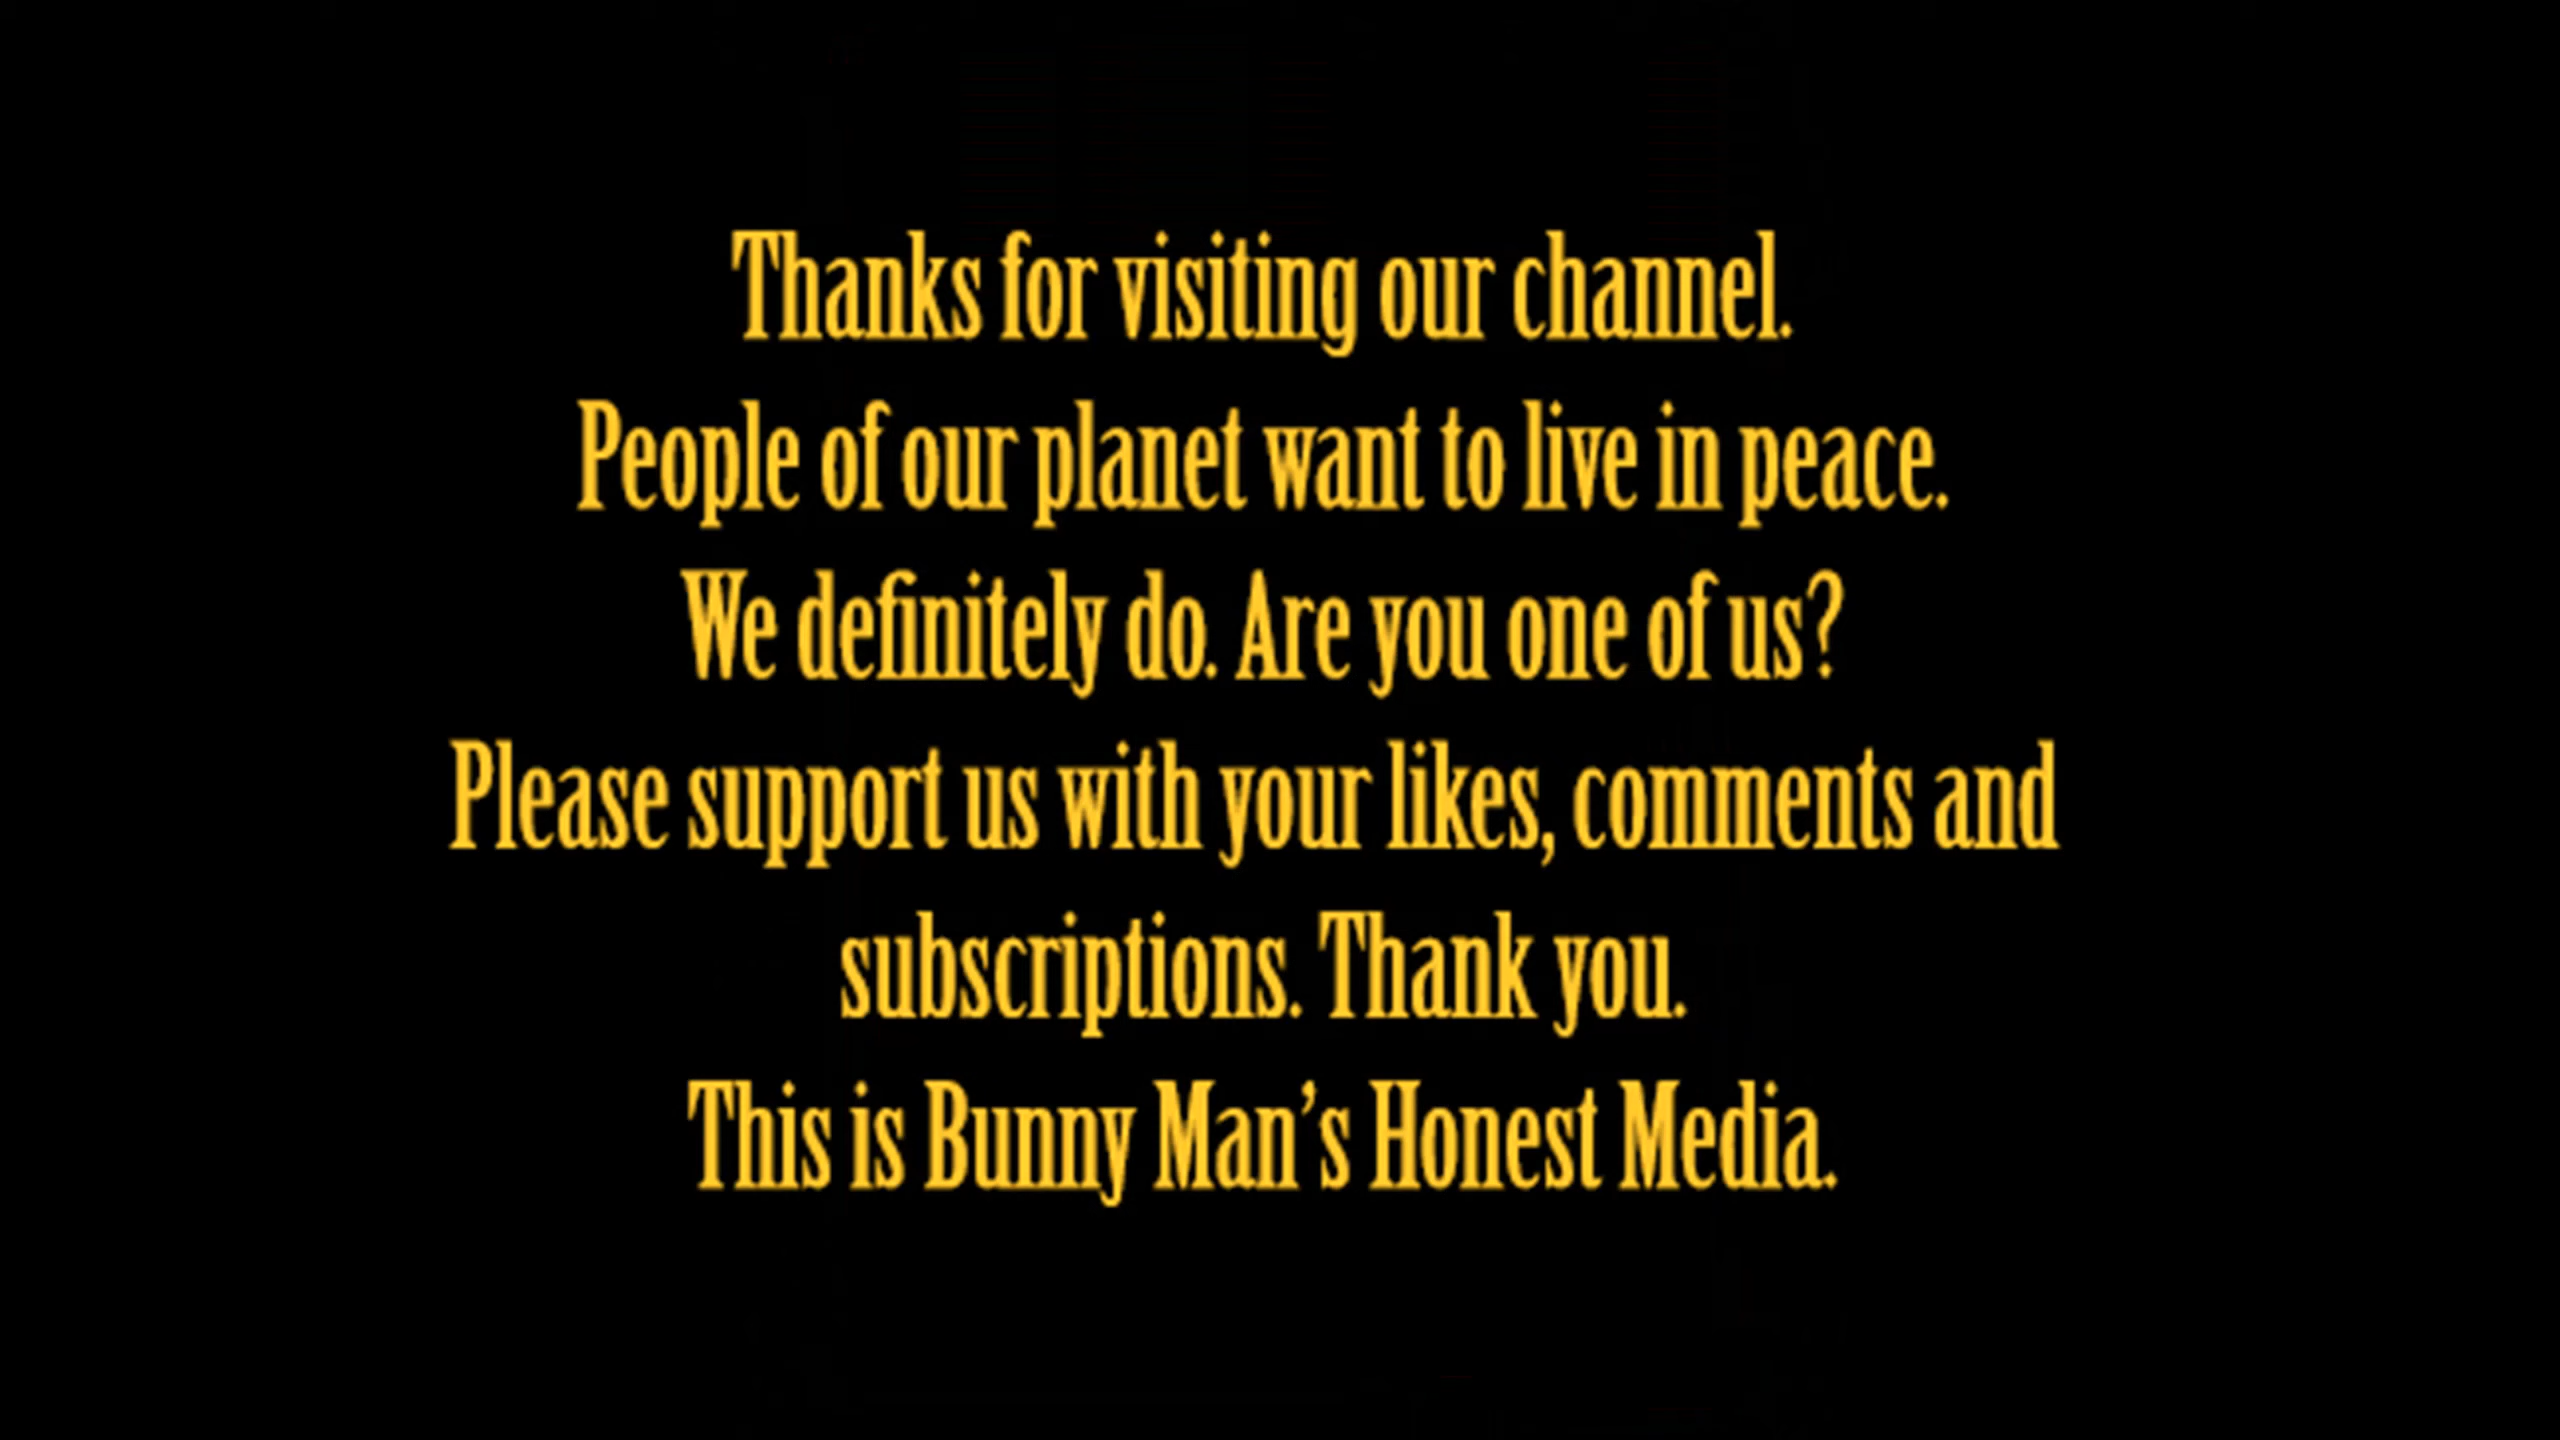 Thanks for visiting our channel.
People of our planet want to live in peace.
We definitely do. Are you one of us?
Please support us with your likes, comments and
subscriptions. Thank you.
This is Bunny Man’s Honest Media.